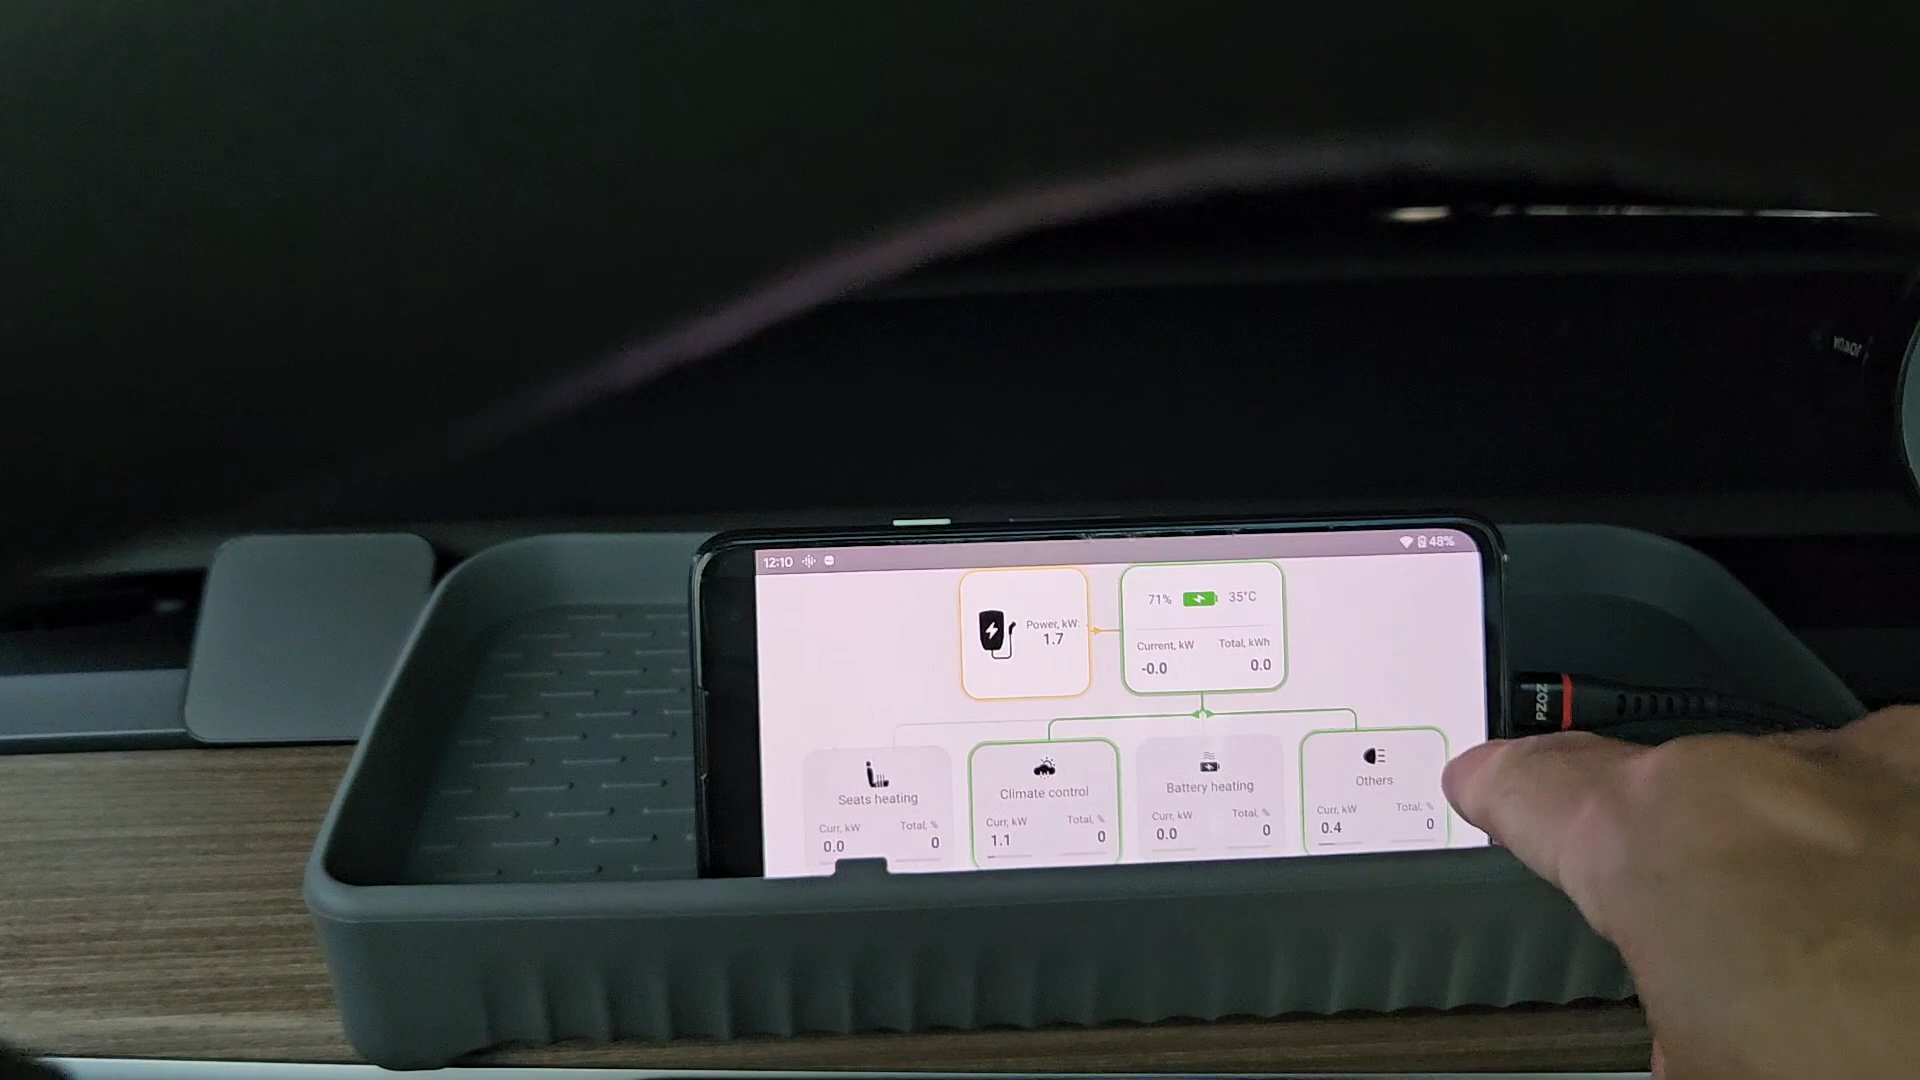 12:10
48%
Power, kW:
1.7
71%
35°C
Current, kW
Total, kWh
-0.0
0.0
Seats heating
Curr, kW
Total, %
0.0
0
Climate control
Curr, kW
Total, %
1.1
0
Battery heating
Curr, kW
Total, %
0.0
0
Others
Curr, kW
Total, %
0.4
0
PZOZ